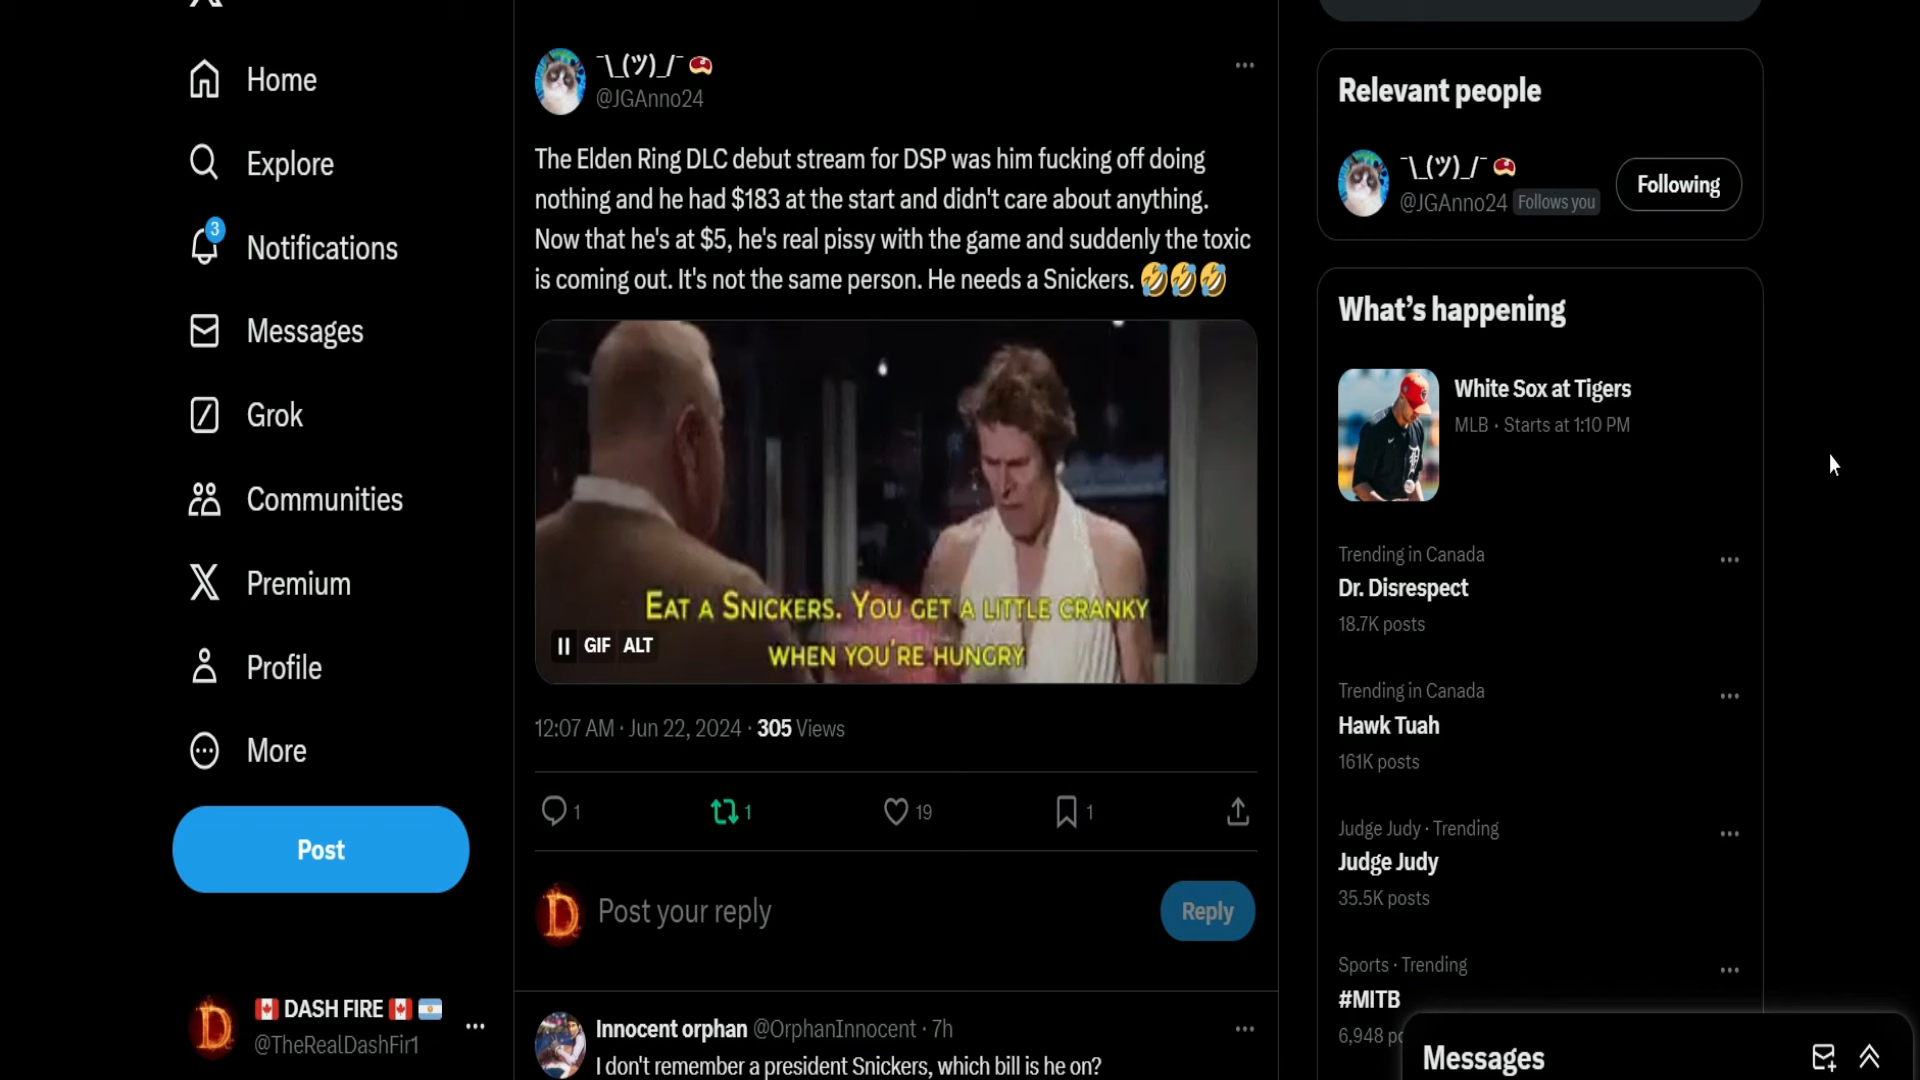 Home
Explore
3
Notifications
Messages
Grok
Communities
Premium
Profile
More
Post
DASH FIRE
@TheRealDashFir1
¯\_(ツ)_/¯
@JGAnno24
The Elden Ring DLC debut stream for DSP was him fucking off doing
nothing and he had $183 at the start and didn't care about anything.
Now that he's at $5, he's real pissy with the game and suddenly the toxic
is coming out. It's not the same person. He needs a Snickers. 🤣🤣🤣
EAT A SNICKERS. YOU GET A LITTLE CRANKY
WHEN YOU'RE HUNGRY
GIF ALT
12:07 AM · Jun 22, 2024 · 305 Views
1
1
19
1
D
Post your reply
Reply
Innocent orphan @OrphanInnocent · 7h
I don't remember a president Snickers, which bill is he on?
Relevant people
¯\_(ツ)_/¯
@JGAnno24 Follows you
Following
What's happening
White Sox at Tigers
MLB · Starts at 1:10 PM
Trending in Canada
Dr. Disrespect
18.7K posts
Trending in Canada
Hawk Tuah
161K posts
Judge Judy · Trending
Judge Judy
35.5K posts
Sports · Trending
#MITB
6,948
Messages